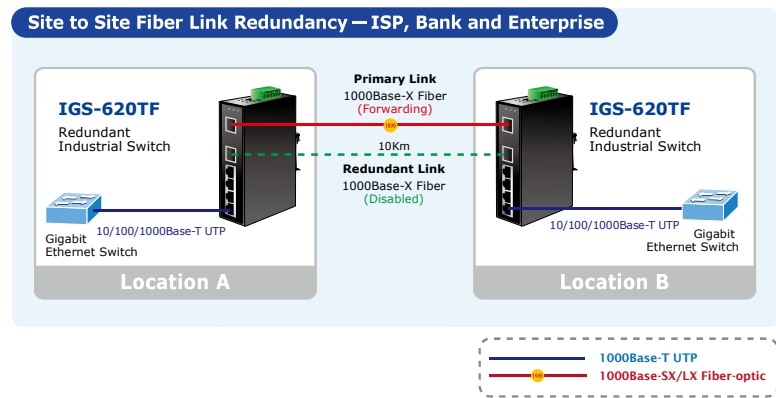 Site to Site Fiber Link Redundancy — ISP, Bank and Enterprise
IGS-620TF
Redundant
Industrial Switch
Gigabit
Ethernet Switch
10/100/1000Base-T UTP
Location A
Primary Link
1000Base-X Fiber
(Forwarding)
10Km
Redundant Link
1000Base-X Fiber
(Disabled)
IGS-620TF
Redundant
Industrial Switch
10/100/1000Base-T UTP
Gigabit
Ethernet Switch
Location B
1000Base-T UTP
1000Base-SX/LX Fiber-optic